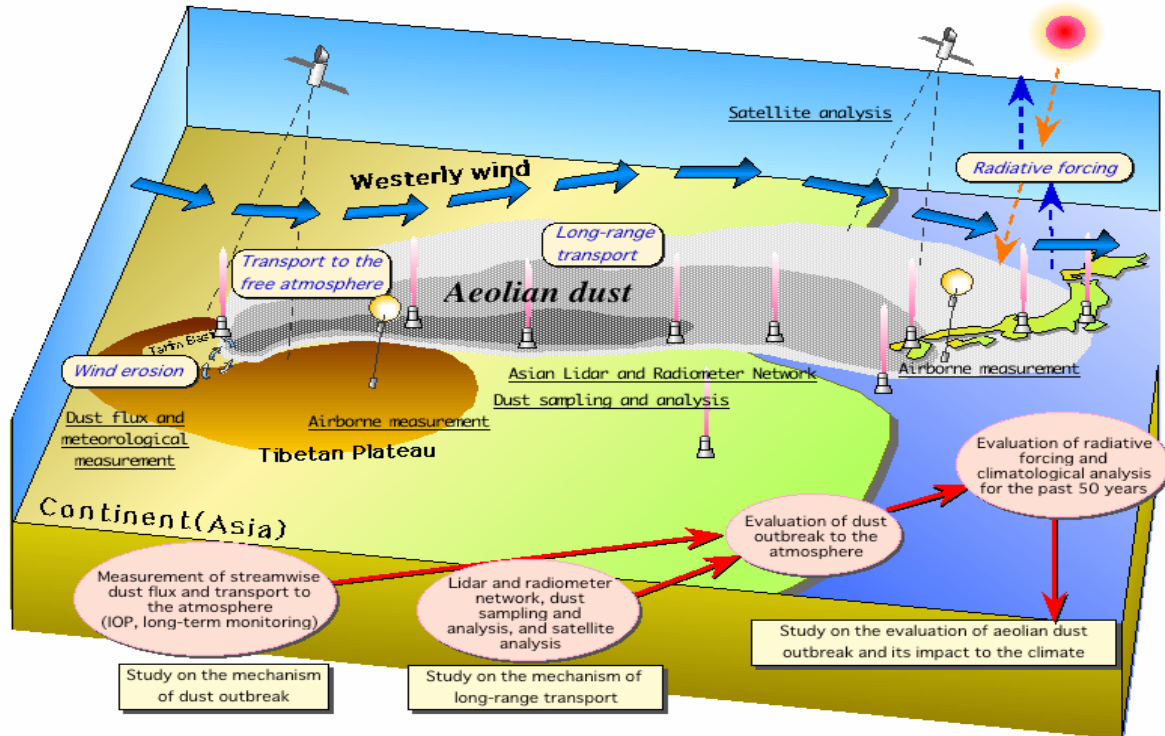 Satellite analysis
Westerly wind
Radiative forcing
Long-range
transport
Transport to the
free atmosphere
Aeolian dust
Tarim Basin
Wind erosion
Asian Lidar and Radiometer Network
Dust sampling and analysis
Airborne measurement
Dust flux and
meteorological
measurement
Airborne measurement
Tibetan Plateau
Continent(Asia)
Evaluation of radiative
forcing and
climatological analysis
for the past 50 years
Evaluation of dust
outbreak to the
atmosphere
Measurement of streamwise
dust flux and transport to
the atmosphere
(IOP, long-term monitoring)
Lidar and radiometer
network, dust
sampling and
analysis, and satellite
analysis
Study on the evaluation of aeolian dust
outbreak and its impact to the climate
Study on the mechanism
of dust outbreak
Study on the mechanism of
long-range transport